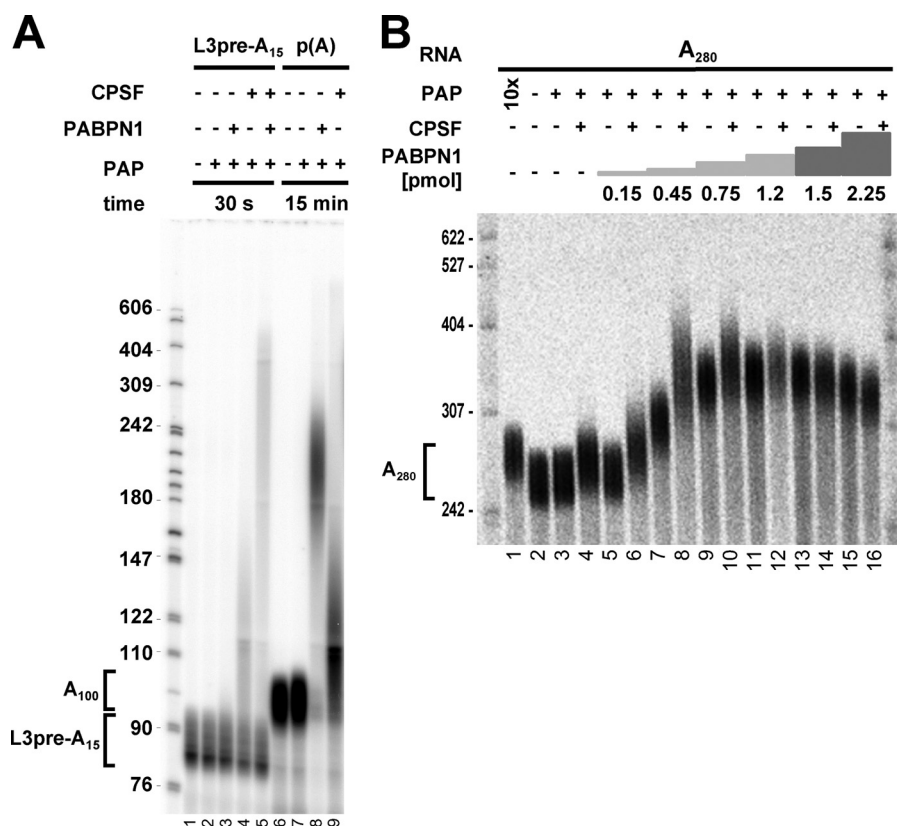 A
L3pre-A₁₅ p(A)
CPSF - - - + + - - - +
PABPN1 - - + - + - - + -
PAP - + + + + - + + +
time 30 s 15 min
606
404
309
242
180
147
122
110
A₁₀₀
90
L3pre-A₁₅
76
1 2 3 4 5 6 7 8 9
B
RNA A₂₈₀
PAP 10x - + + + + + + + + + + + + + +
CPSF - - - + - + - + - + - + - + - +
PABPN1
[pmol] - - - - 0.15 0.45 0.75 1.2 1.5 2.25
622 -
527 -
404 -
307 -
A₂₈₀
242 -
1 2 3 4 5 6 7 8 9 10 11 12 13 14 15 16